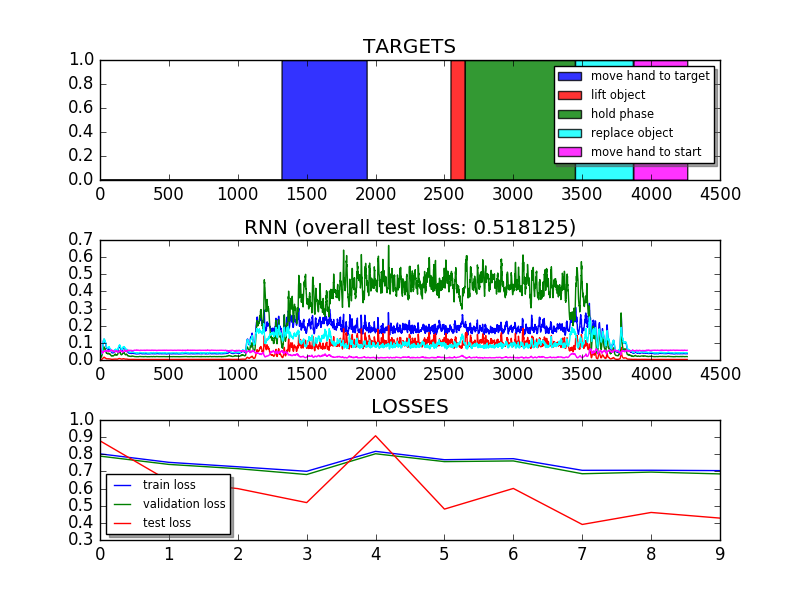 TARGETS
1.0
0.8
0.6
0.4
0.2
0.0
move hand to target
lift object
hold phase
replace object
move hand to start
0 500 1000 1500 2000 2500 3000 3500 4000 4500
RNN (overall test loss: 0.518125)
0.7
0.6
0.5
0.4
0.3
0.2
0.1
0.0
0 500 1000 1500 2000 2500 3000 3500 4000 4500
LOSSES
1.0
0.9
0.8
0.7
0.6
0.5
0.4
0.3
train loss
validation loss
test loss
0 1 2 3 4 5 6 7 8 9